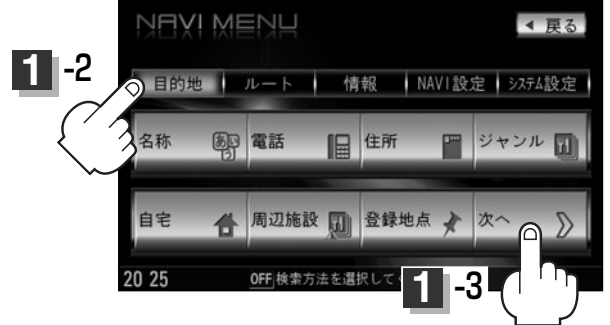 NAVI MENU
戻る
1 -2
目的地 ルート 情報 NAVI設定 システム設定
名称 あいう 電話 住所 ジャンル
自宅 周辺施設 登録地点 次へ
20 25 OFF 検索方法を選択して
1 -3